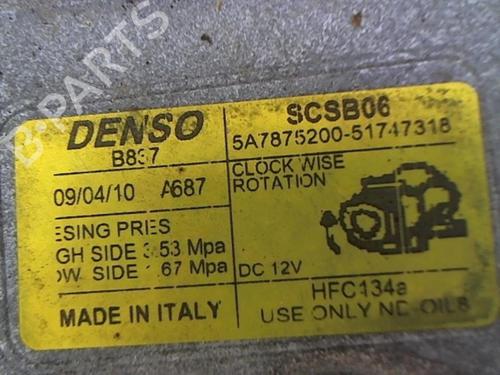 DENSO
B837
09/04/10 A687
ESING PRES
GH SIDE 3.53 Mpa
OW SIDE 1.67 Mpa
MADE IN ITALY
SCSB06
5A7875200-51747318
CLOCK WISE
ROTATION
DC 12V
HFC134a
USE ONLY ND-OIL8
B-PARTS